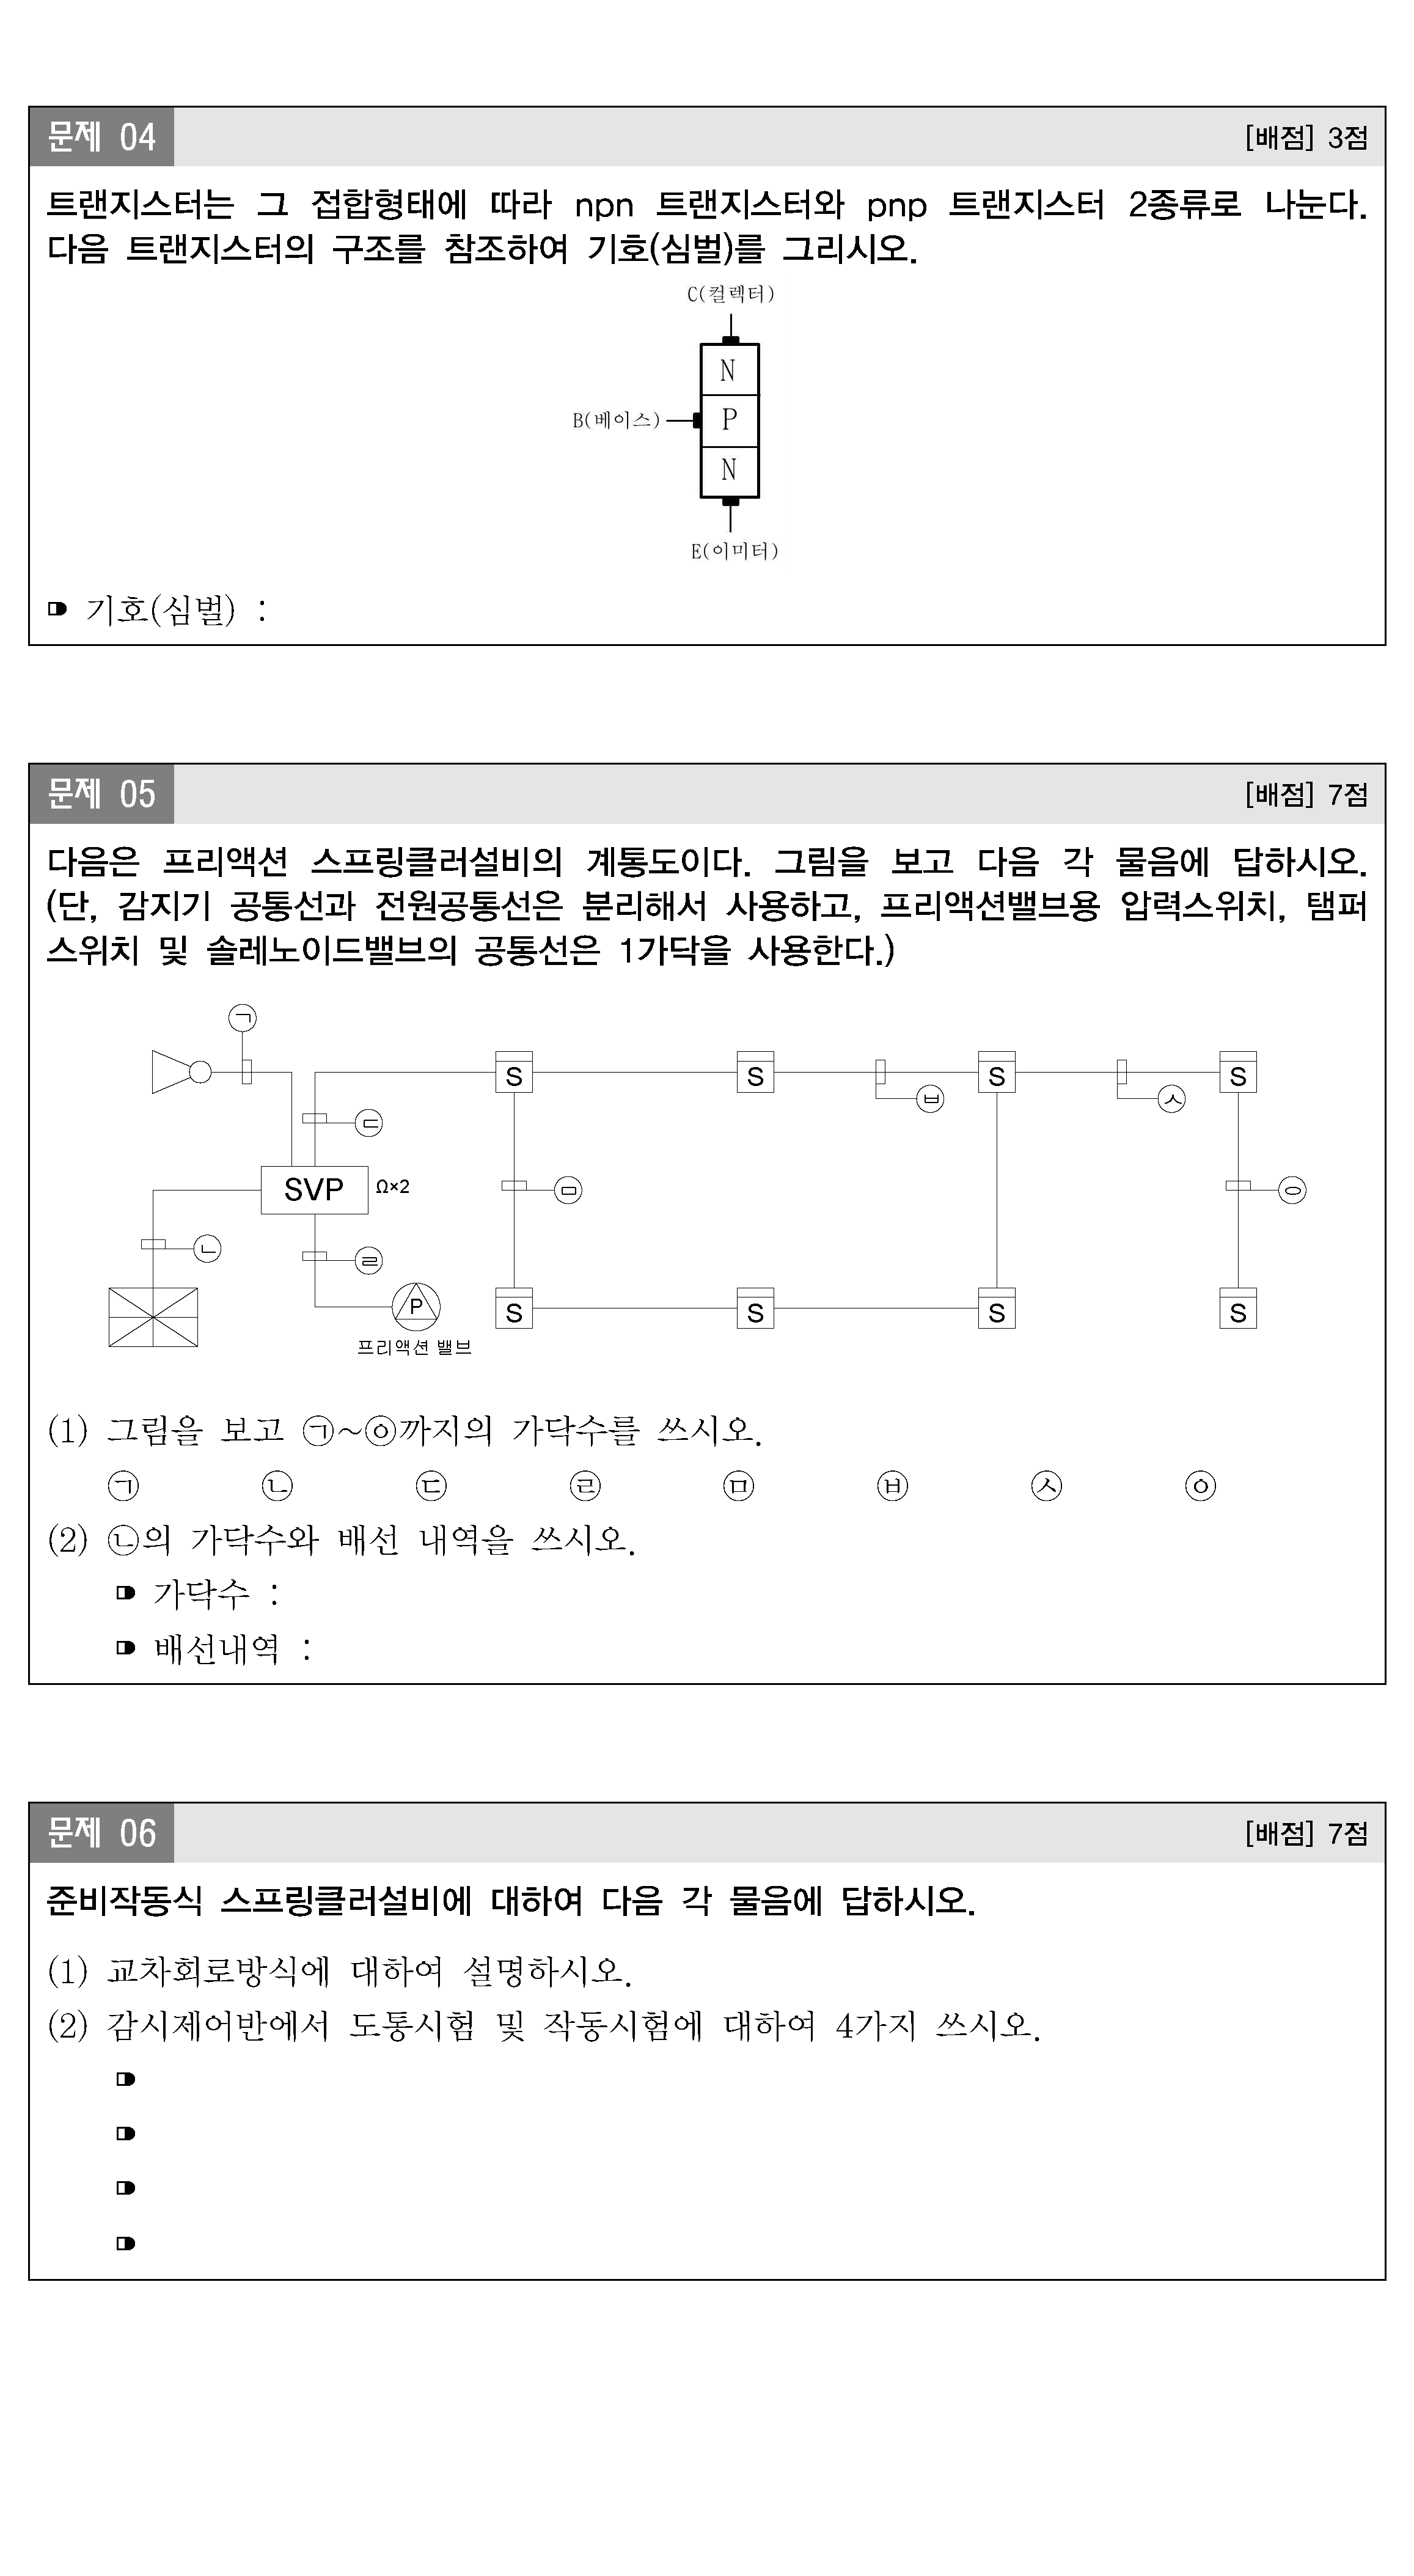 문제 04
[배점] 3점
트랜지스터는 그 접합형태에 따라 npn 트랜지스터와 pnp 트랜지스터 2종류로 나눈다.
다음 트랜지스터의 구조를 참조하여 기호(심벌)를 그리시오.
C(컬렉터)
N
B(베이스)
P
N
E(이미터)
기호(심벌) :
문제 05
[배점] 7점
다음은 프리액션 스프링클러설비의 계통도이다. 그림을 보고 다음 각 물음에 답하시오.
(단, 감지기 공통선과 전원공통선은 분리해서 사용하고, 프리액션밸브용 압력스위치, 탬퍼
스위치 및 솔레노이드밸브의 공통선은 1가닥을 사용한다.)
㉠
S S S S
㉥ ㉦
㉢
SVP Ω×2
㉤ ㉧
㉡
㉣
P
S S S S
프리액션 밸브
(1) 그림을 보고 ㉠~㉧까지의 가닥수를 쓰시오.
㉠ ㉡ ㉢ ㉣ ㉤ ㉥ ㉦ ㉧
(2) ㉡의 가닥수와 배선 내역을 쓰시오.
가닥수 :
배선내역 :
문제 06
[배점] 7점
준비작동식 스프링클러설비에 대하여 다음 각 물음에 답하시오.
(1) 교차회로방식에 대하여 설명하시오.
(2) 감시제어반에서 도통시험 및 작동시험에 대하여 4가지 쓰시오.